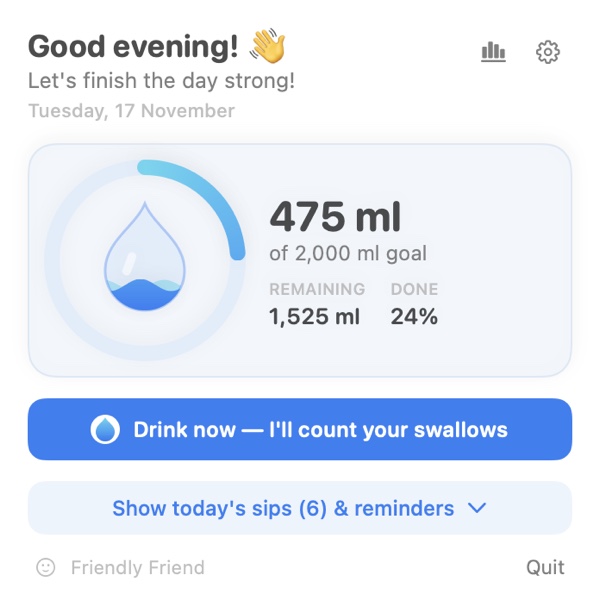 Good evening! 👋
Let's finish the day strong!
Tuesday, 17 November
475 ml
of 2,000 ml goal
REMAINING DONE
1,525 ml 24%
Drink now — I'll count your swallows
Show today's sips (6) & reminders
Friendly Friend Quit